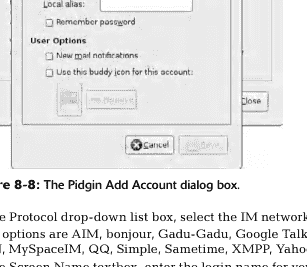 Local alias:
Remember password
User Options
New mail notifications
Use this buddy icon for this account:
Close
Cancel
Save
re 8-8: The Pidgin Add Account dialog box.
e Protocol drop-down list box, select the IM network
options are AIM, bonjour, Gadu-Gadu, Google Talk
MySpaceIM, QQ, Simple, Sametime, XMPP, Yaho
Screen Name textbox, enter the login name for